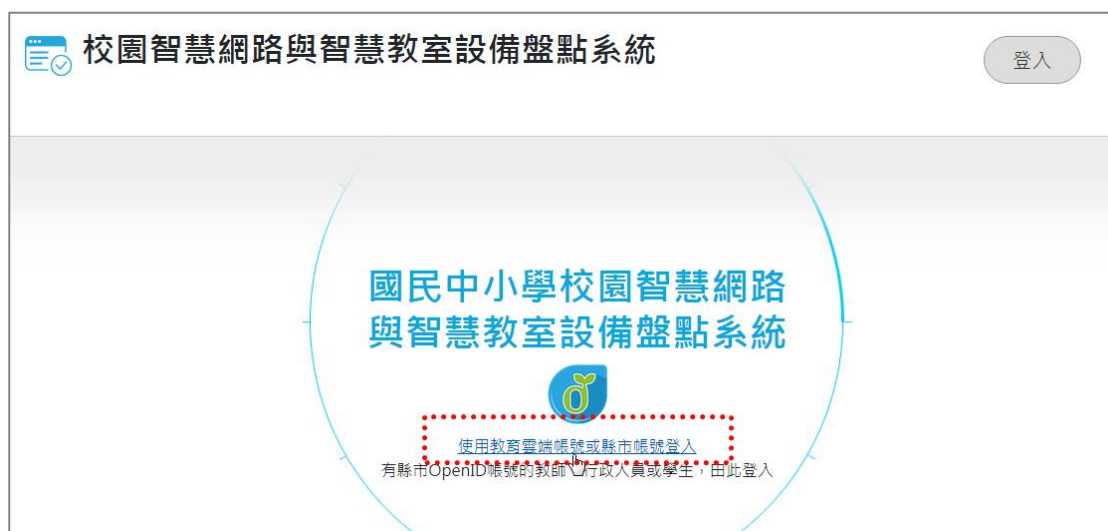 校園智慧網路與智慧教室設備盤點系統
登入
國民中小學校園智慧網路
與智慧教室設備盤點系統
使用教育雲端帳號或縣市帳號登入
有縣市OpenID帳號的教師、行政人員或學生，由此登入